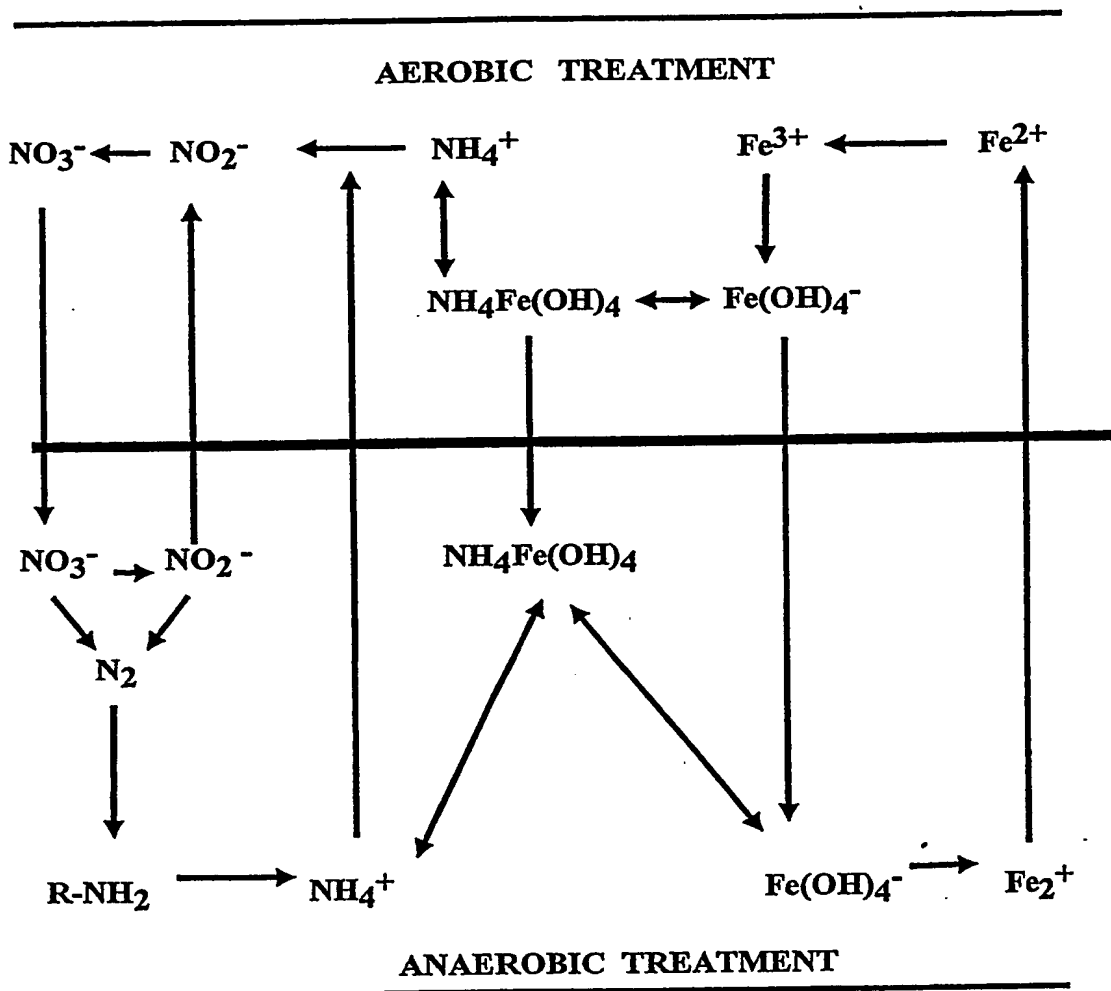 AEROBIC TREATMENT
NO₃⁻ NO₂⁻ NH₄⁺ Fe³⁺ Fe²⁺
NH₄Fe(OH)₄ Fe(OH)₄⁻
NO₃⁻ NO₂⁻ NH₄Fe(OH)₄
N₂
R-NH₂ NH₄⁺ Fe(OH)₄⁻ Fe₂⁺
ANAEROBIC TREATMENT